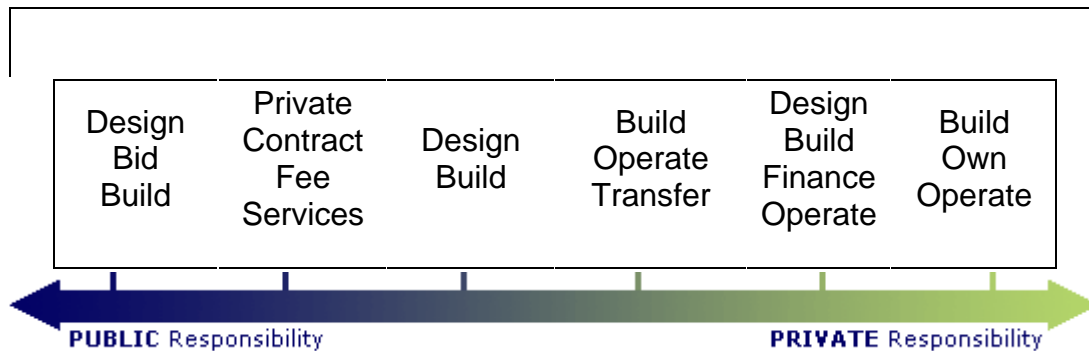 Design
Bid
Build
Private
Contract
Fee
Services
Design
Build
Build
Operate
Transfer
Design
Build
Finance
Operate
Build
Own
Operate
PUBLIC Responsibility
PRIVATE Responsibility